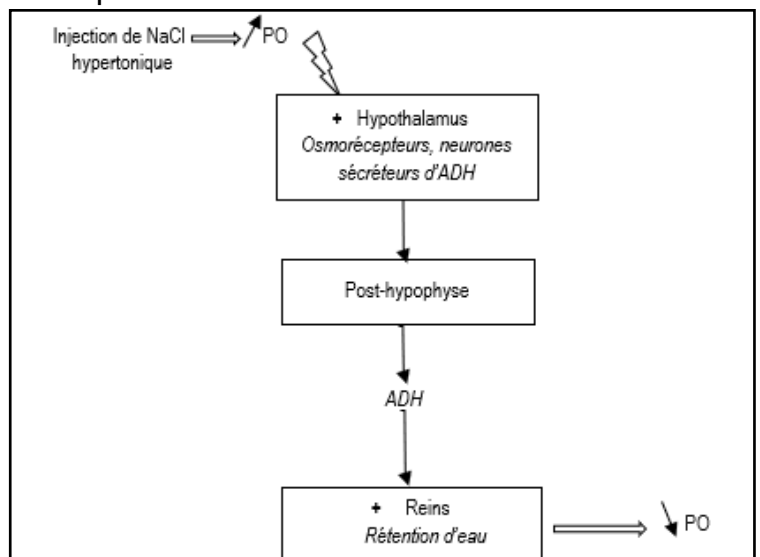 Injection de NaCl
hypertonique
PO
+ Hypothalamus
Osmorécepteurs, neurones
sécréteurs d'ADH
Post-hypophyse
ADH
+ Reins
Rétention d'eau
PO